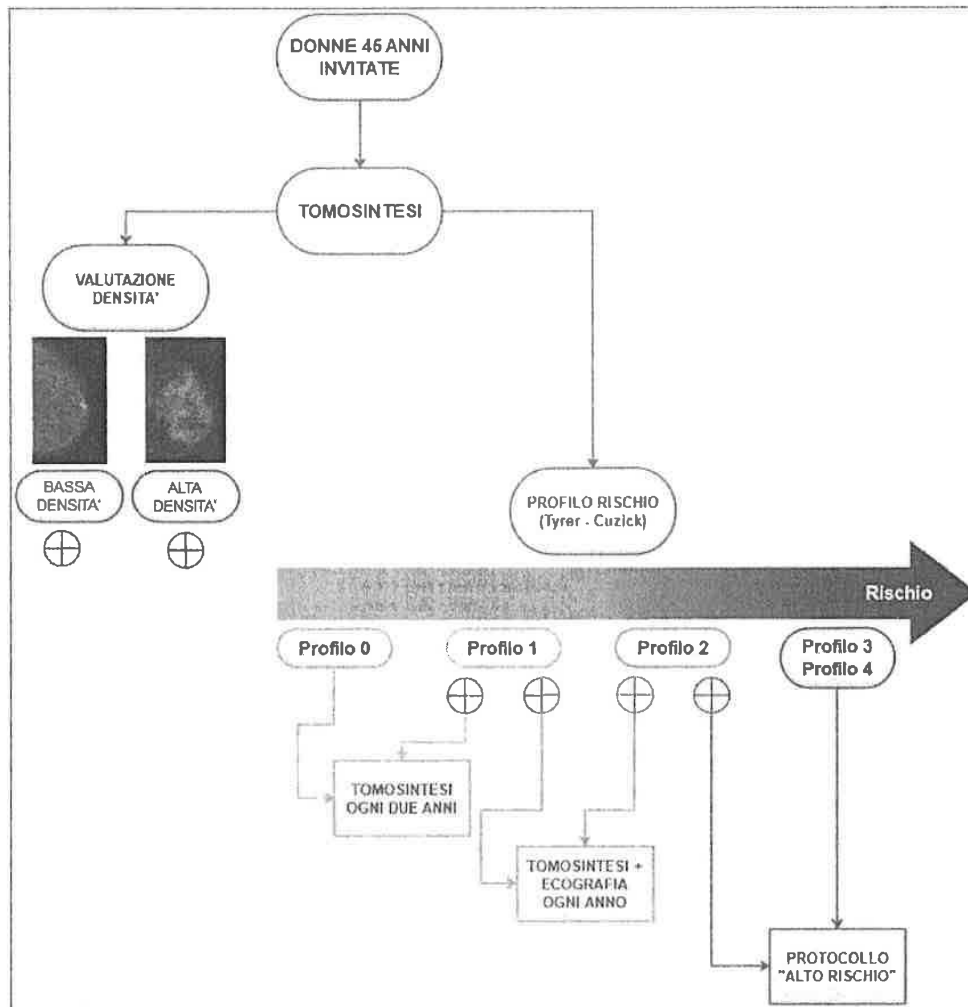 DONNE 45 ANNI
INVITATE
TOMOSINTESI
VALUTAZIONE
DENSITA'
BASSA
DENSITA'
ALTA
DENSITA'
PROFILO RISCHIO
(Tyrer - Cuzick)
Rischio
Profilo 0
Profilo 1
Profilo 2
Profilo 3
Profilo 4
TOMOSINTESI
OGNI DUE ANNI
TOMOSINTESI +
ECOGRAFIA
OGNI ANNO
PROTOCOLLO
"ALTO RISCHIO"